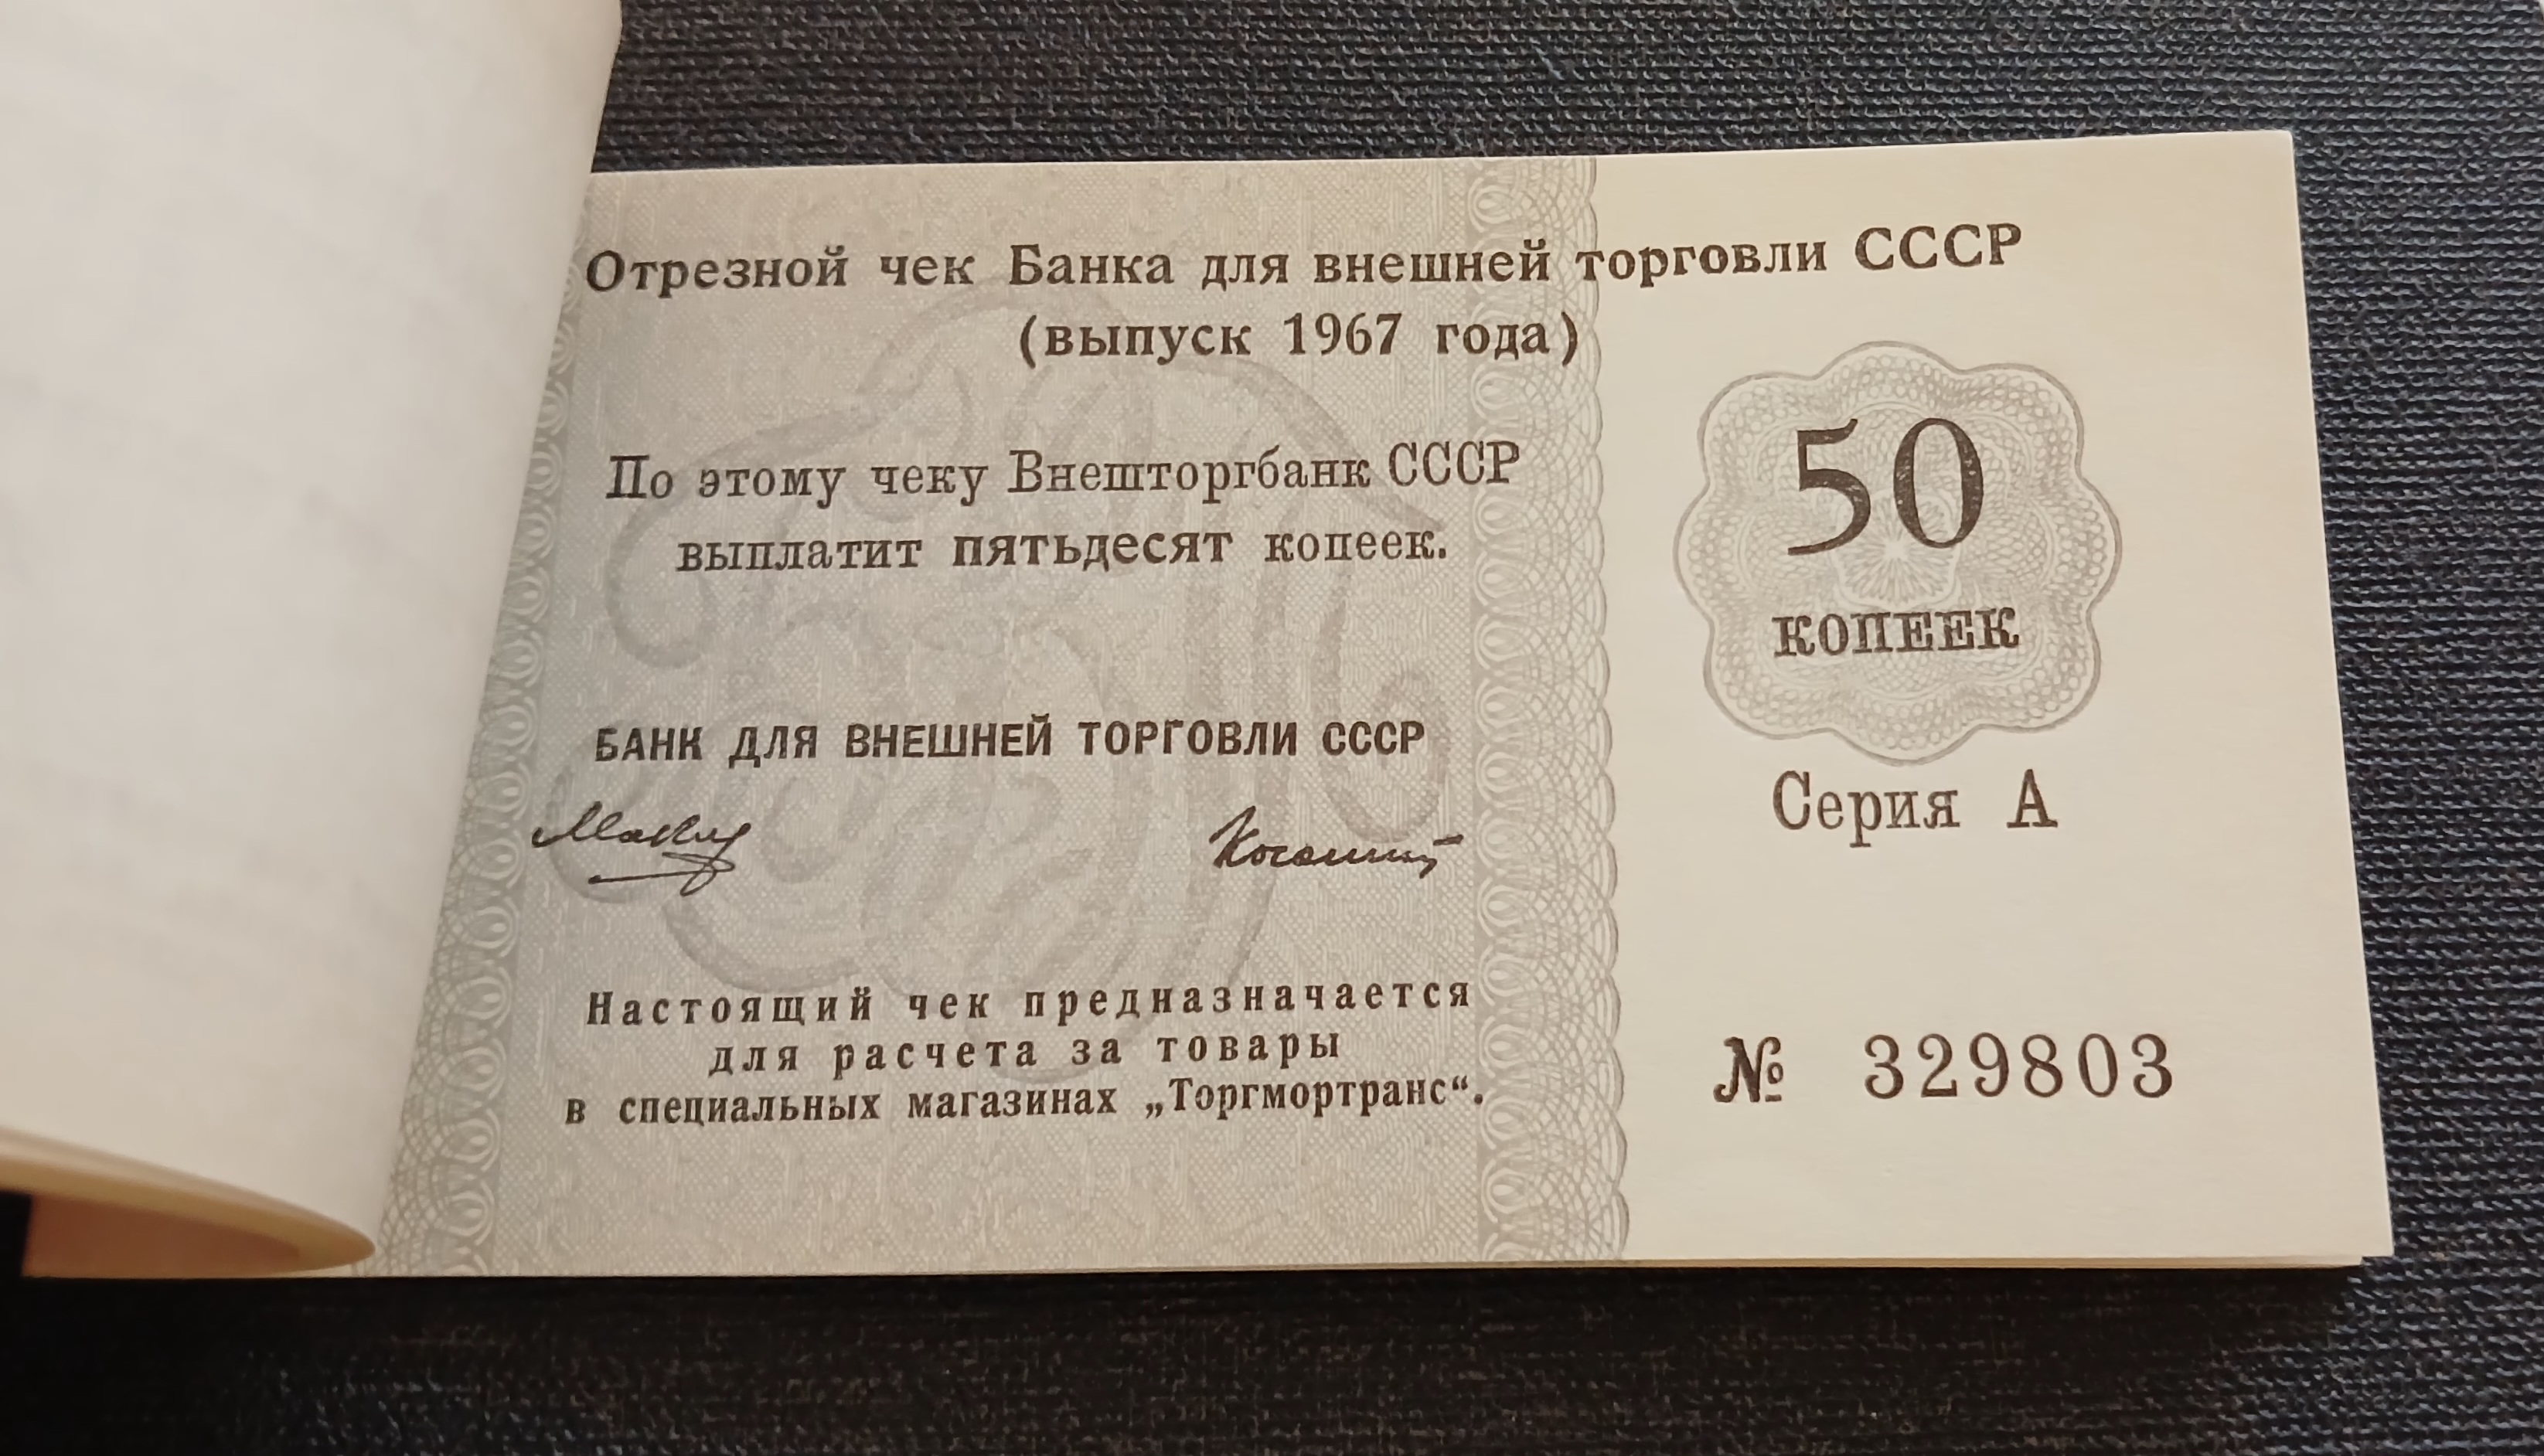 Отрезной чек Банка для внешней торговли СССР
(выпуск 1967 года)
По этому чеку Внешторгбанк СССР
выплатит пятьдесят копеек.
50
КОПЕЕК
БАНК ДЛЯ ВНЕШНЕЙ ТОРГОВЛИ СССР
Серия А
Настоящий чек предназначается
для расчета за товары
в специальных магазинах „Торгмортранс“.
№ 329803